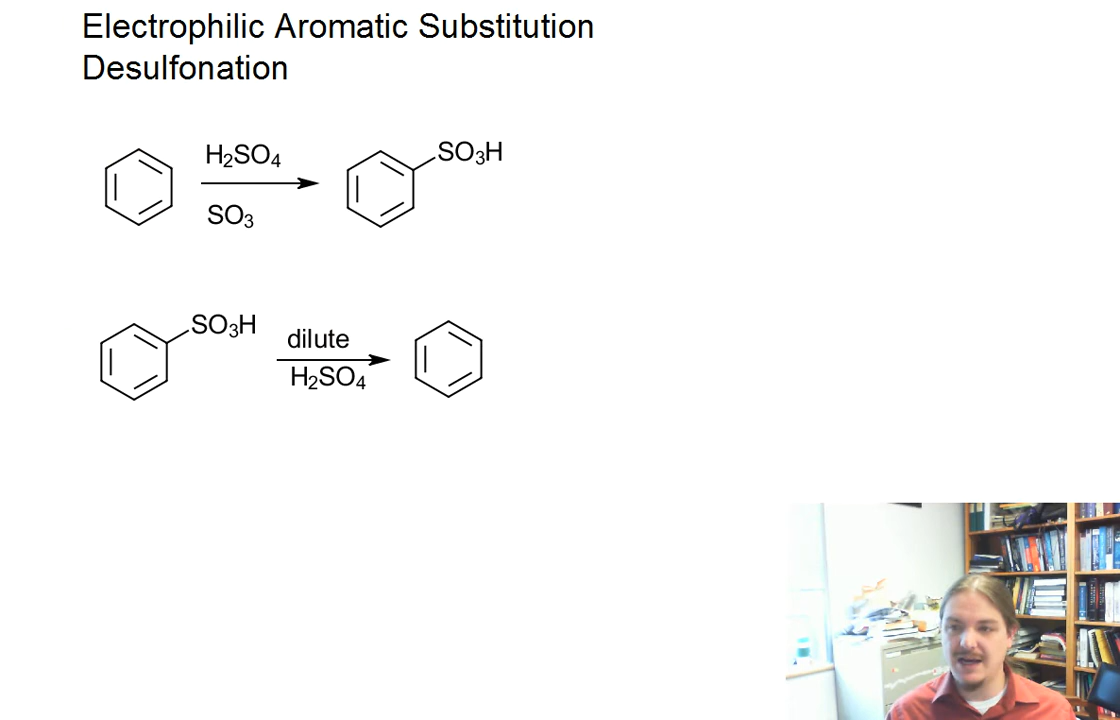 Electrophilic Aromatic Substitution
Desulfonation
H₂SO₄
SO₃
SO₃H
SO₃H
dilute
H₂SO₄